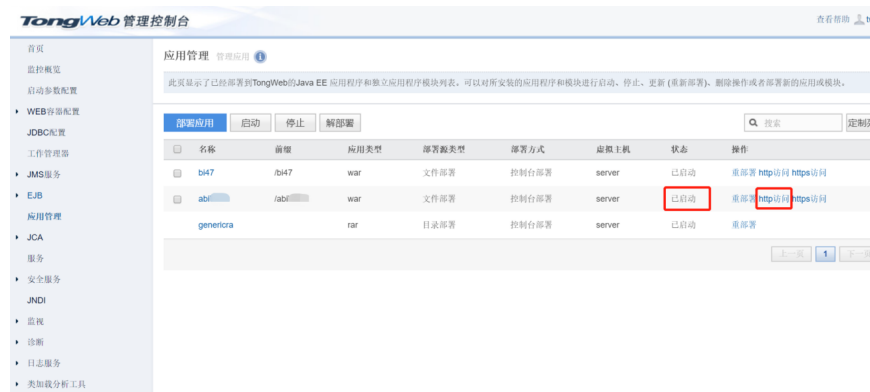 TongWeb 管理控制台
查看帮助
首页
监控概览
启动参数配置
WEB容器配置
JDBC配置
工作管理器
JMS服务
EJB
应用管理
JCA
服务
安全服务
JNDI
监视
诊断
日志服务
类加载分析工具
应用管理 管理应用
此页显示了已经部署到TongWeb的Java EE 应用程序和独立应用程序模块列表。可以对所安装的应用程序和模块进行启动、停止、更新 (重新部署)、删除操作或者部署新的应用或模块。
部署应用 启动 停止 解部署 搜索 定制
名称 前缀 应用类型 部署源类型 部署方式 虚拟主机 状态 操作
bi47 /bi47 war 文件部署 控制台部署 server 已启动 重部署 http访问 https访问
abi /abi war 文件部署 控制台部署 server 已启动 重部署 http访问 https访问
genericra rar 目录部署 控制台部署 server 已启动 重部署
上一页 1 下一页